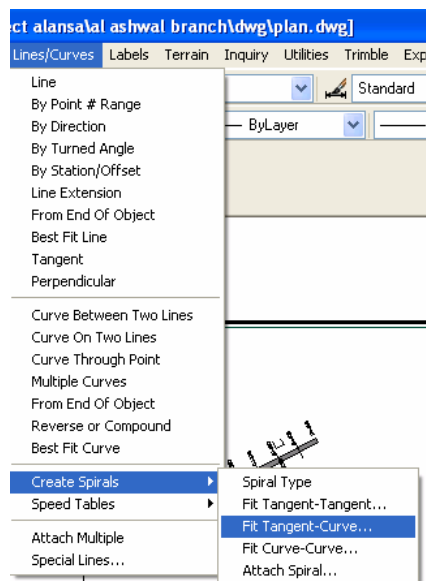 ct alansa\al ashwal branch\dwg\plan.dwg]
Lines/Curves Labels Terrain Inquiry Utilities Trimble Exp
Standard
ByLayer
Line
By Point # Range
By Direction
By Turned Angle
By Station/Offset
Line Extension
From End Of Object
Best Fit Line
Tangent
Perpendicular
Curve Between Two Lines
Curve On Two Lines
Curve Through Point
Multiple Curves
From End Of Object
Reverse or Compound
Best Fit Curve
Create Spirals
Speed Tables
Attach Multiple
Special Lines...
Spiral Type
Fit Tangent-Tangent...
Fit Tangent-Curve...
Fit Curve-Curve...
Attach Spiral...